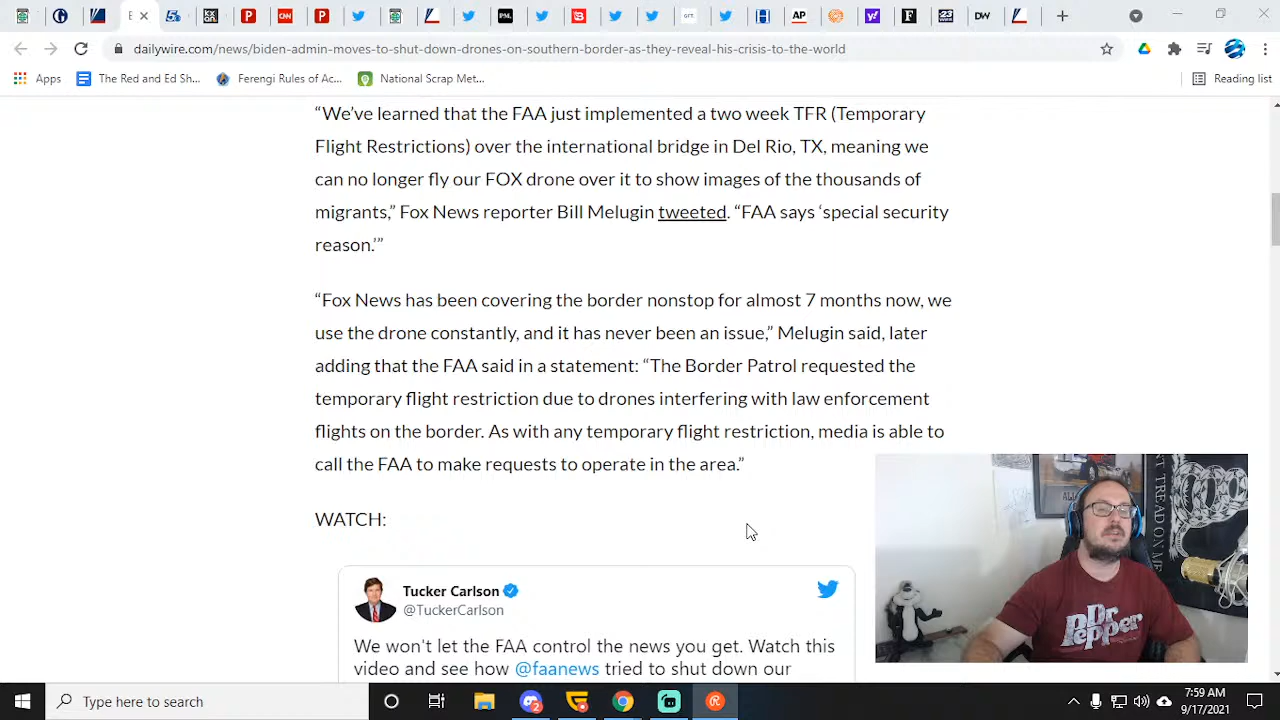 dailywire.com/news/biden-admin-moves-to-shut-down-drones-on-southern-border-as-they-reveal-his-crisis-to-the-world
Apps
The Red and Ed Sh...
Ferengi Rules of Ac...
National Scrap Met...
Reading list
“We’ve learned that the FAA just implemented a two week TFR (Temporary
Flight Restrictions) over the international bridge in Del Rio, TX, meaning we
can no longer fly our FOX drone over it to show images of the thousands of
migrants,” Fox News reporter Bill Melugin tweeted. “FAA says ‘special security
reason.’”
“Fox News has been covering the border nonstop for almost 7 months now, we
use the drone constantly, and it has never been an issue,” Melugin said, later
adding that the FAA said in a statement: “The Border Patrol requested the
temporary flight restriction due to drones interfering with law enforcement
flights on the border. As with any temporary flight restriction, media is able to
call the FAA to make requests to operate in the area.”
WATCH:
Tucker Carlson
@TuckerCarlson
We won't let the FAA control the news you get. Watch this
video and see how @faanews tried to shut down our
Dr
Pepper
T TREAD ON ME
Type here to search
7:59 AM
9/17/2021